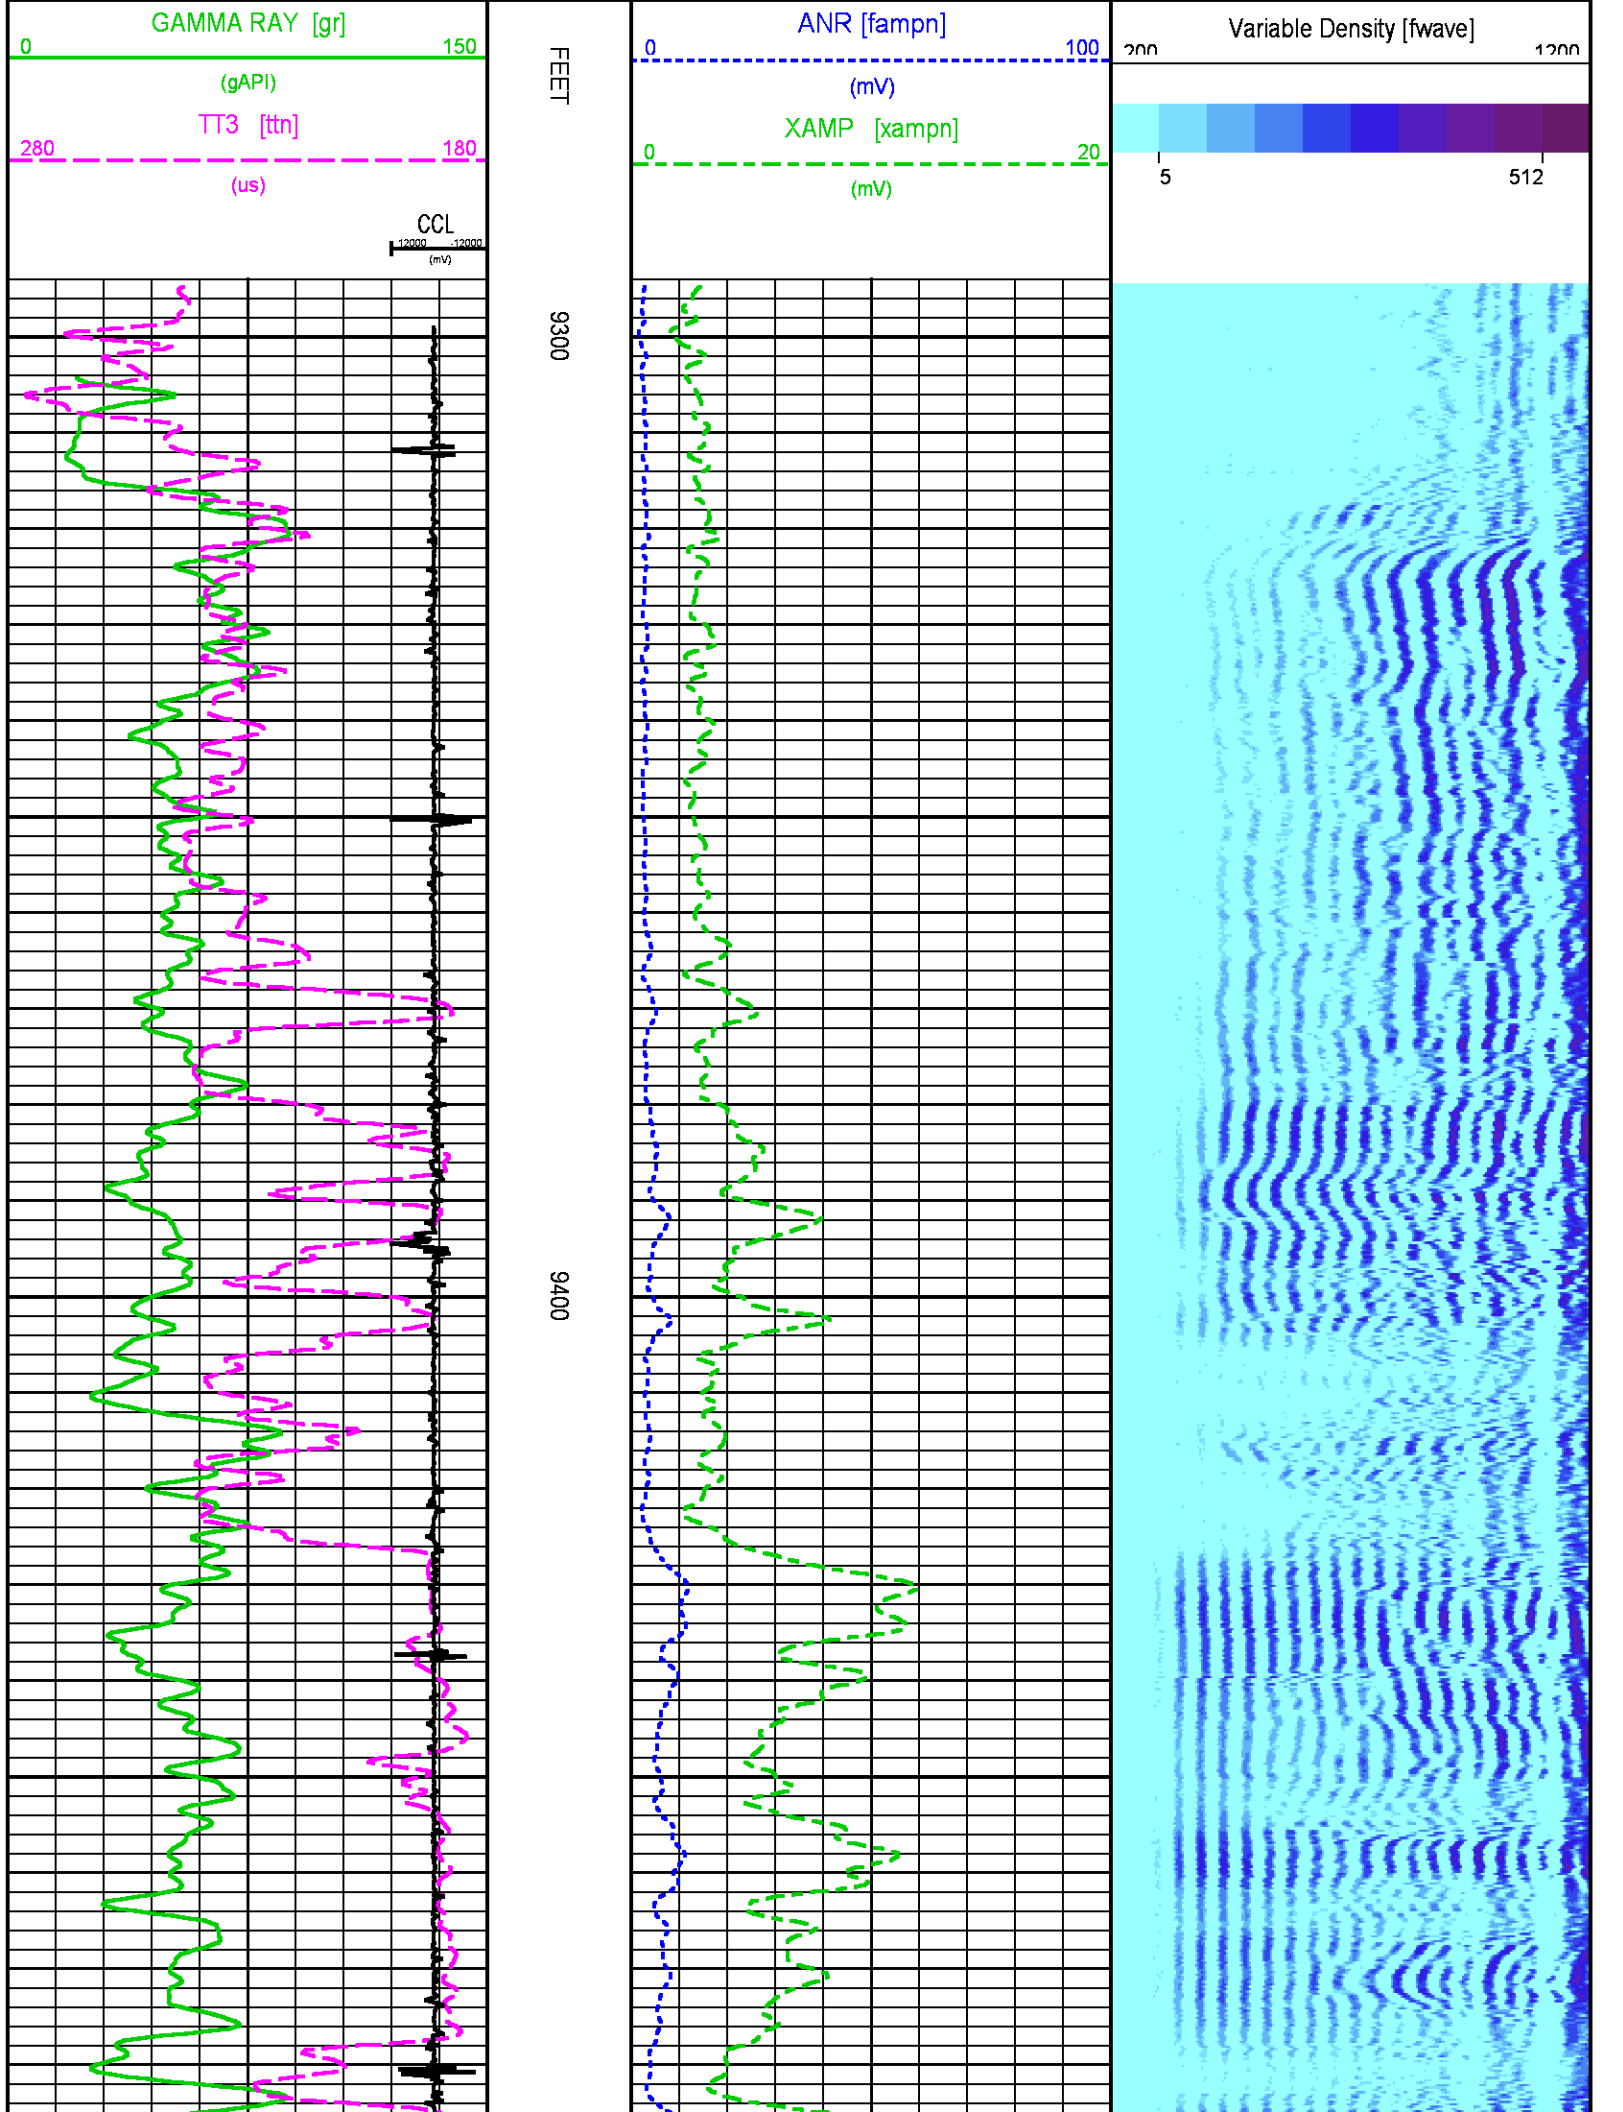 GAMMA RAY [gr]
0 150
(gAPI)
TT3 [ttn]
280 180
(us)
CCL
12000 -12000
(mV)
FEET
9300
9400
ANR [fampn]
0 100
(mV)
XAMP [xampn]
0 20
(mV)
Variable Density [fwave]
200 1200
5 512